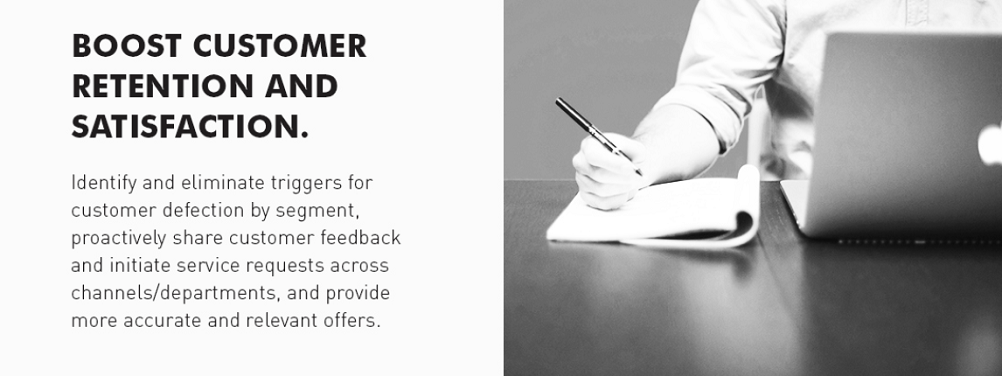 BOOST CUSTOMER
RETENTION AND
SATISFACTION.
Identify and eliminate triggers for
customer defection by segment,
proactively share customer feedback
and initiate service requests across
channels/departments, and provide
more accurate and relevant offers.